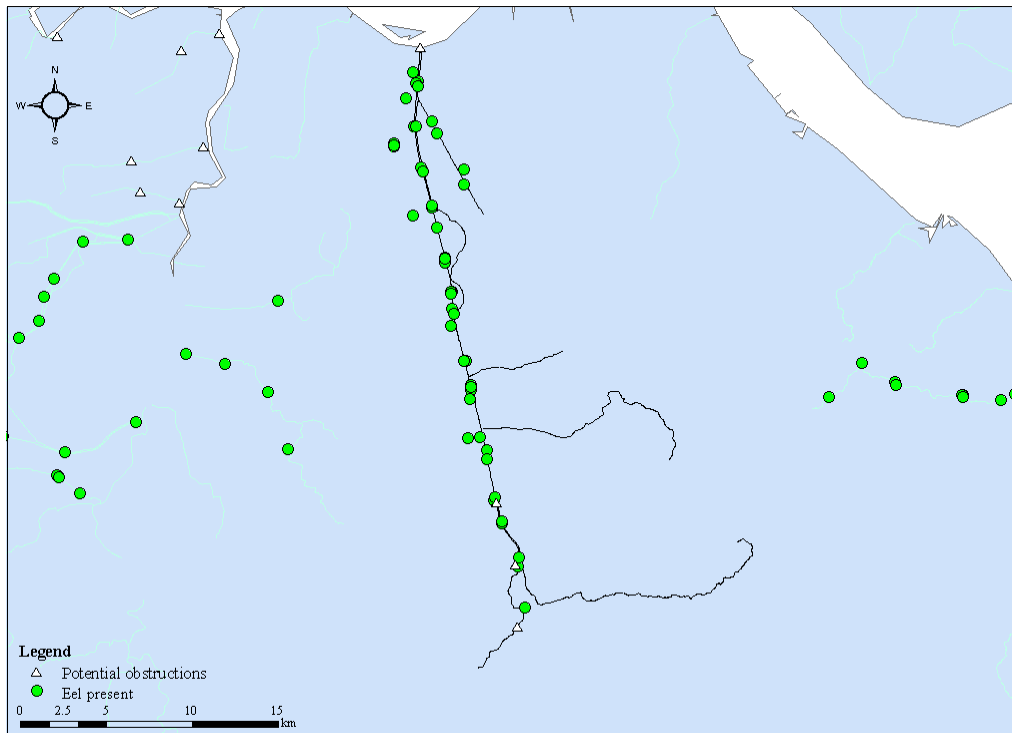 N
W E
S
Legend
Potential obstructions
Eel present
0 2.5 5 10 15
km